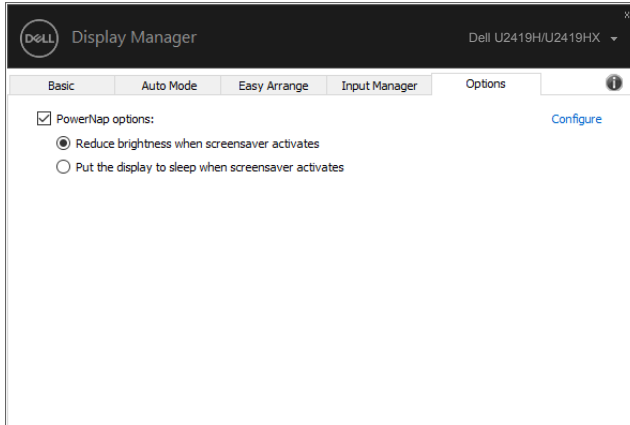 x
DELL Display Manager Dell U2419H/U2419HX
Basic Auto Mode Easy Arrange Input Manager Options i
PowerNap options: Configure
Reduce brightness when screensaver activates
Put the display to sleep when screensaver activates